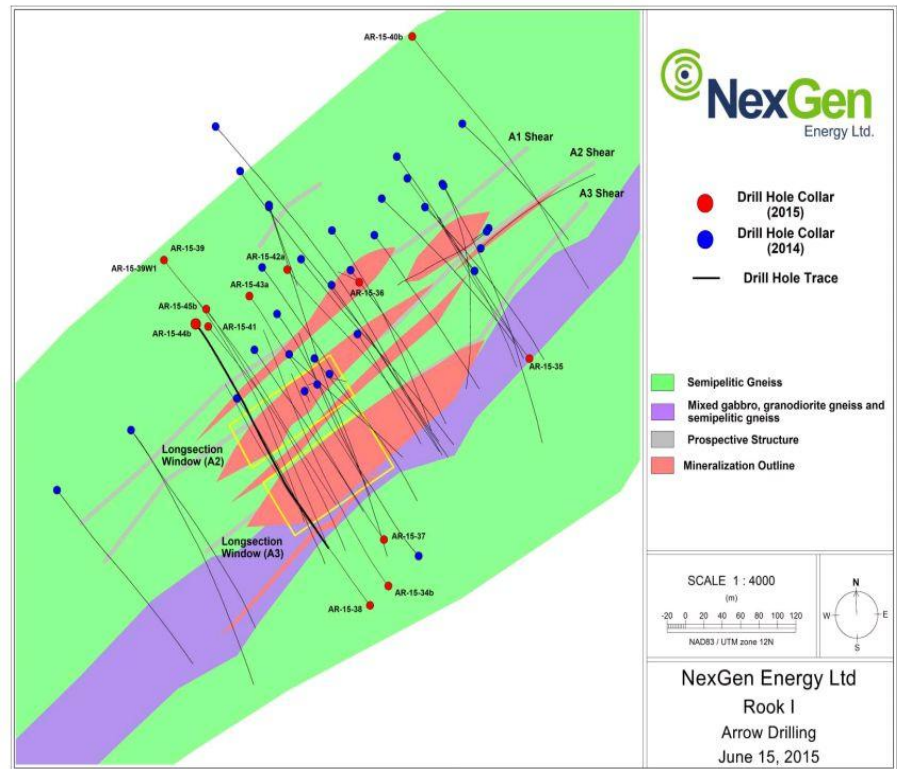 AR-15-40b
A1 Shear
A2 Shear
A3 Shear
AR-15-39
AR-15-42a
AR-15-39W1
AR-15-43a
AR-15-36
AR-15-45b
AR-15-41
AR-15-44b
AR-15-35
Longsection
Window (A2)
Longsection
Window (A3)
AR-15-37
AR-15-34b
AR-15-38
NexGen
Energy Ltd.
Drill Hole Collar
(2015)
Drill Hole Collar
(2014)
Drill Hole Trace
Semipelitic Gneiss
Mixed gabbro, granodiorite gneiss and
semipelitic gneiss
Prospective Structure
Mineralization Outline
SCALE 1 : 4000
(m)
-20 0 20 40 60 80 100 120
NAD83 / UTM zone 12N
N
W E
S
NexGen Energy Ltd
Rook I
Arrow Drilling
June 15, 2015